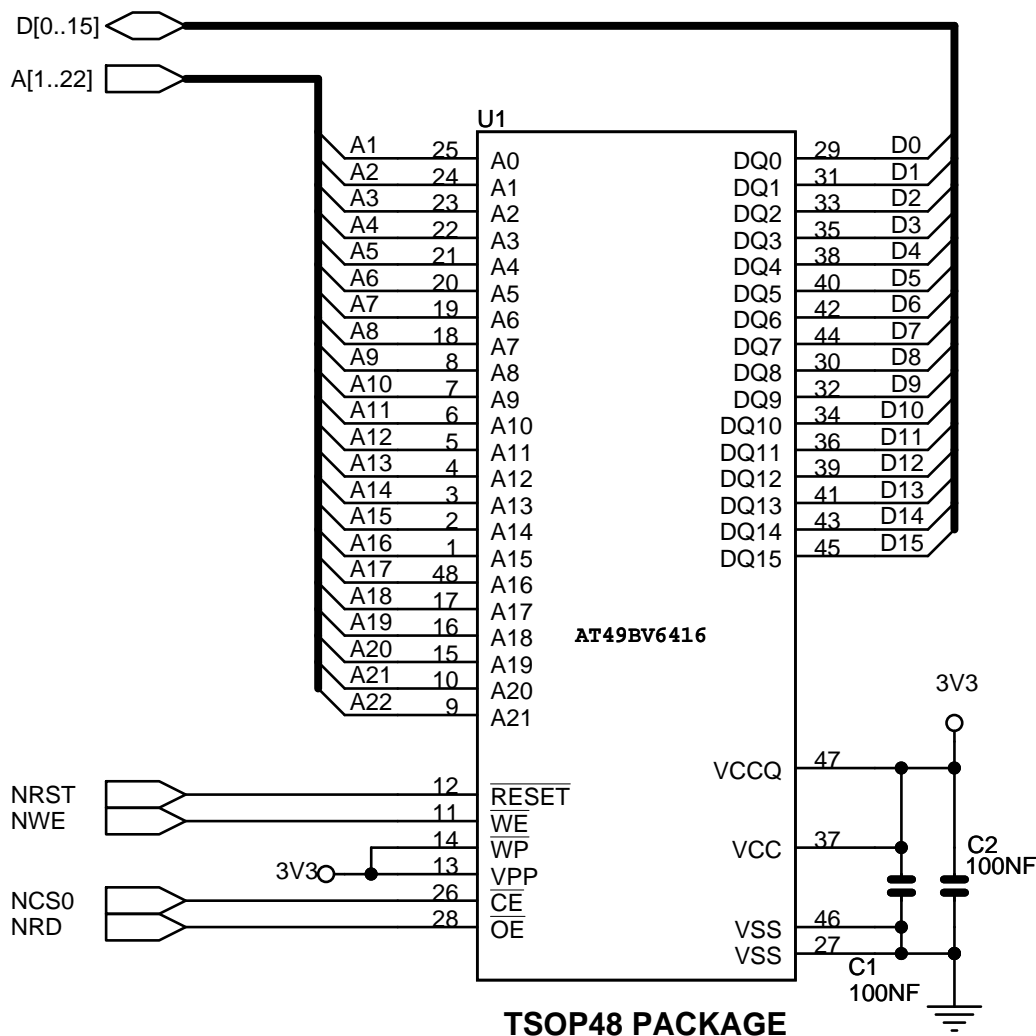 D[0..15]
A[1..22]
U1
A1 25 A0 DQ0 29 D0
A2 24 A1 DQ1 31 D1
A3 23 A2 DQ2 33 D2
A4 22 A3 DQ3 35 D3
A5 21 A4 DQ4 38 D4
A6 20 A5 DQ5 40 D5
A7 19 A6 DQ6 42 D6
A8 18 A7 DQ7 44 D7
A9 8 A8 DQ8 30 D8
A10 7 A9 DQ9 32 D9
A11 6 A10 DQ10 34 D10
A12 5 A11 DQ11 36 D11
A13 4 A12 DQ12 39 D12
A14 3 A13 DQ13 41 D13
A15 2 A14 DQ14 43 D14
A16 1 A15 DQ15 45 D15
A17 48 A16
A18 17 A17
A19 16 A18
AT49BV6416
A20 15 A19
A21 10 A20
A22 9 A21
3V3
VCCQ 47
NRST 12 RESET
NWE 11 WE
14 WP VCC 37
3V3 13 VPP
C2
100NF
NCS0 26 CE
NRD 28 OE
VSS 46
VSS 27
C1
100NF
TSOP48 PACKAGE